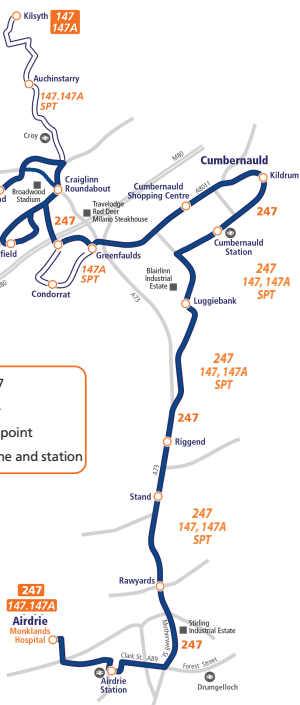 Kilsyth
147
147A
Auchinstarry
147.147A
SPT
Croy
M80
Cumbernauld
Craiglinn
Roundabout
Broadwood
Stadium
Cumbernauld
Shopping Centre
A8011
Kildrum
Travelodge
Red Deer
Milano Steakhouse
247
247
Cumbernauld
Station
field
Greenfaulds
147A
SPT
Condorrat
Blairlinn
Industrial
Estate
247
147, 147A
SPT
A73
Luggiebank
247
147, 147A
SPT
point
ne and station
247
Riggend
A73
Stand
247
147, 147A
SPT
Rawyards
247
147.147A
Airdrie
Monklands
Hospital
Motherwell St.
Stirling
Industrial Estate
247
Clark St.
A89
Forest Street
Airdrie
Station
Drumgelloch